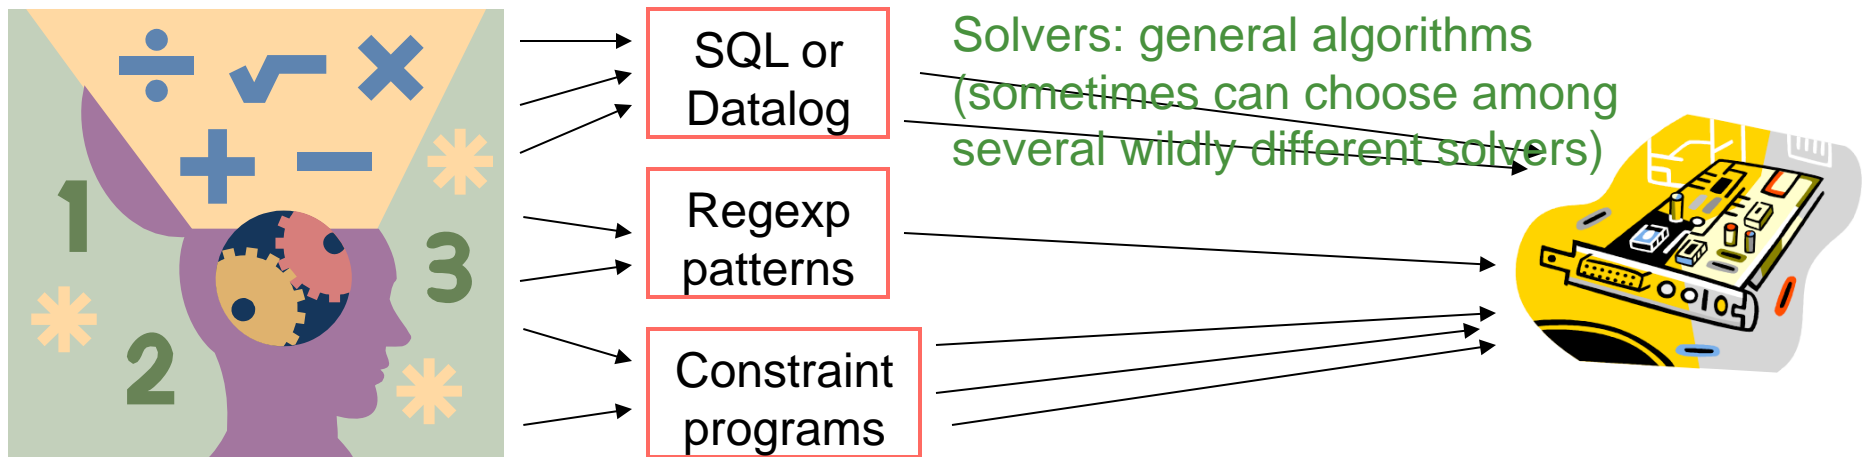 ÷ √ ×
+ −
1
2
3
SQL or
Datalog
Regexp
patterns
Constraint
programs
Solvers: general algorithms
(sometimes can choose among
several wildly different solvers)